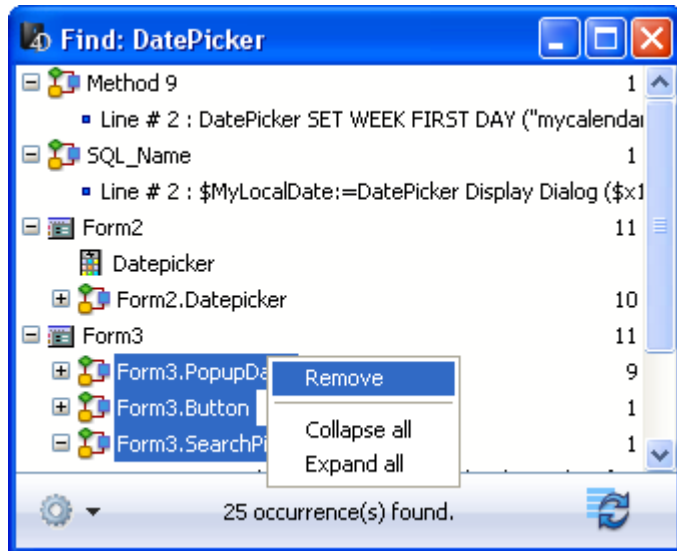 4D Find: DatePicker
Method 9 1
Line # 2 : DatePicker SET WEEK FIRST DAY ("mycalendar
SQL_Name 1
Line # 2 : $MyLocalDate:=DatePicker Display Dialog ($x1
Form2 11
Datepicker
Form2.Datepicker 10
Form3 11
Form3.PopupDa 9
Remove
Form3.Button 1
Collapse all
Form3.SearchPi 1
Expand all
25 occurrence(s) found.